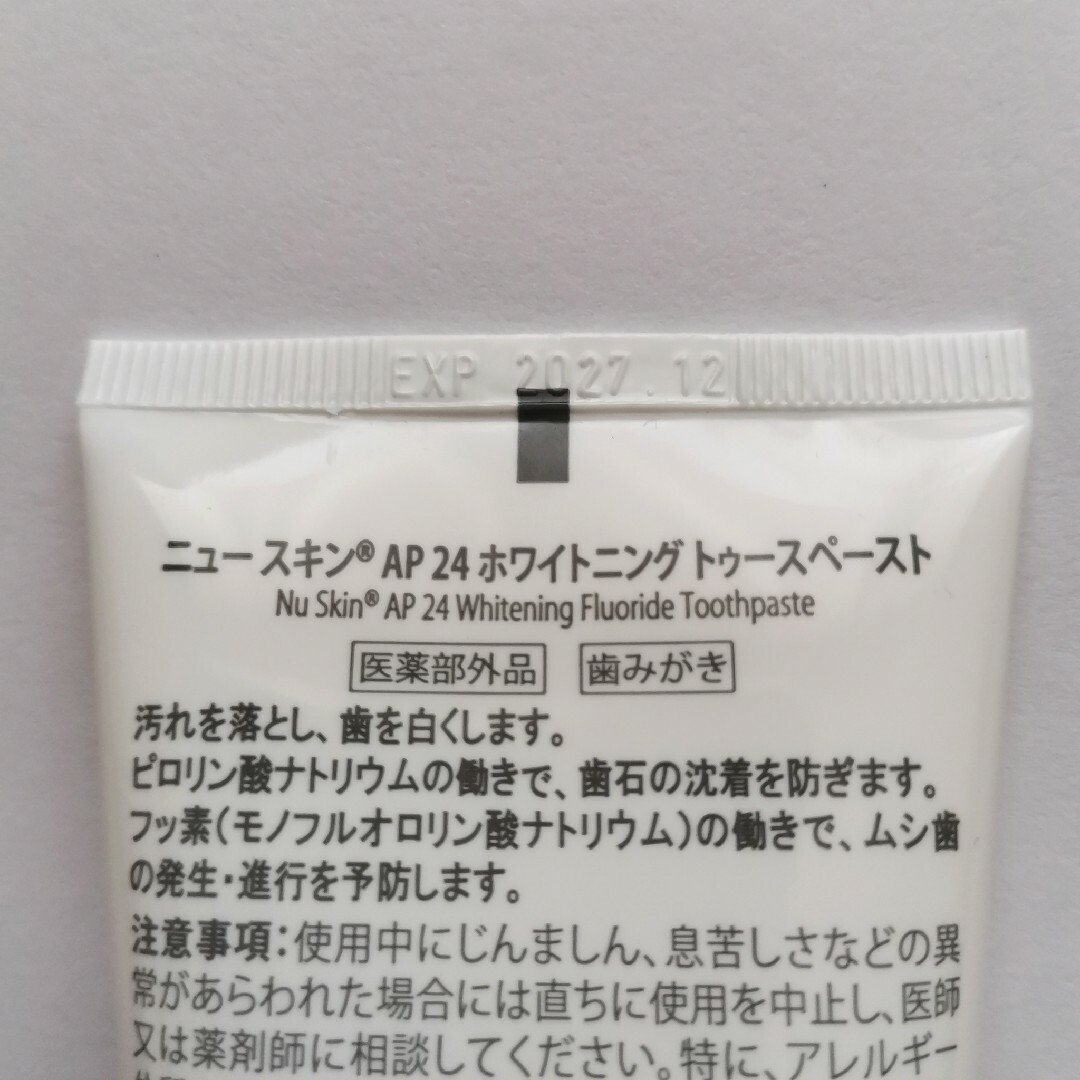 EXP 2027.12
ニュー スキン® AP 24 ホワイトニング トゥースペースト
Nu Skin® AP 24 Whitening Fluoride Toothpaste
医薬部外品 歯みがき
汚れを落とし、歯を白くします。
ピロリン酸ナトリウムの働きで、歯石の沈着を防ぎます。
フッ素(モノフルオロリン酸ナトリウム)の働きで、ムシ歯
の発生・進行を予防します。
注意事項:使用中にじんましん、息苦しさなどの異
常があらわれた場合には直ちに使用を中止し、医師
又は薬剤師に相談してください。特に、アレルギー